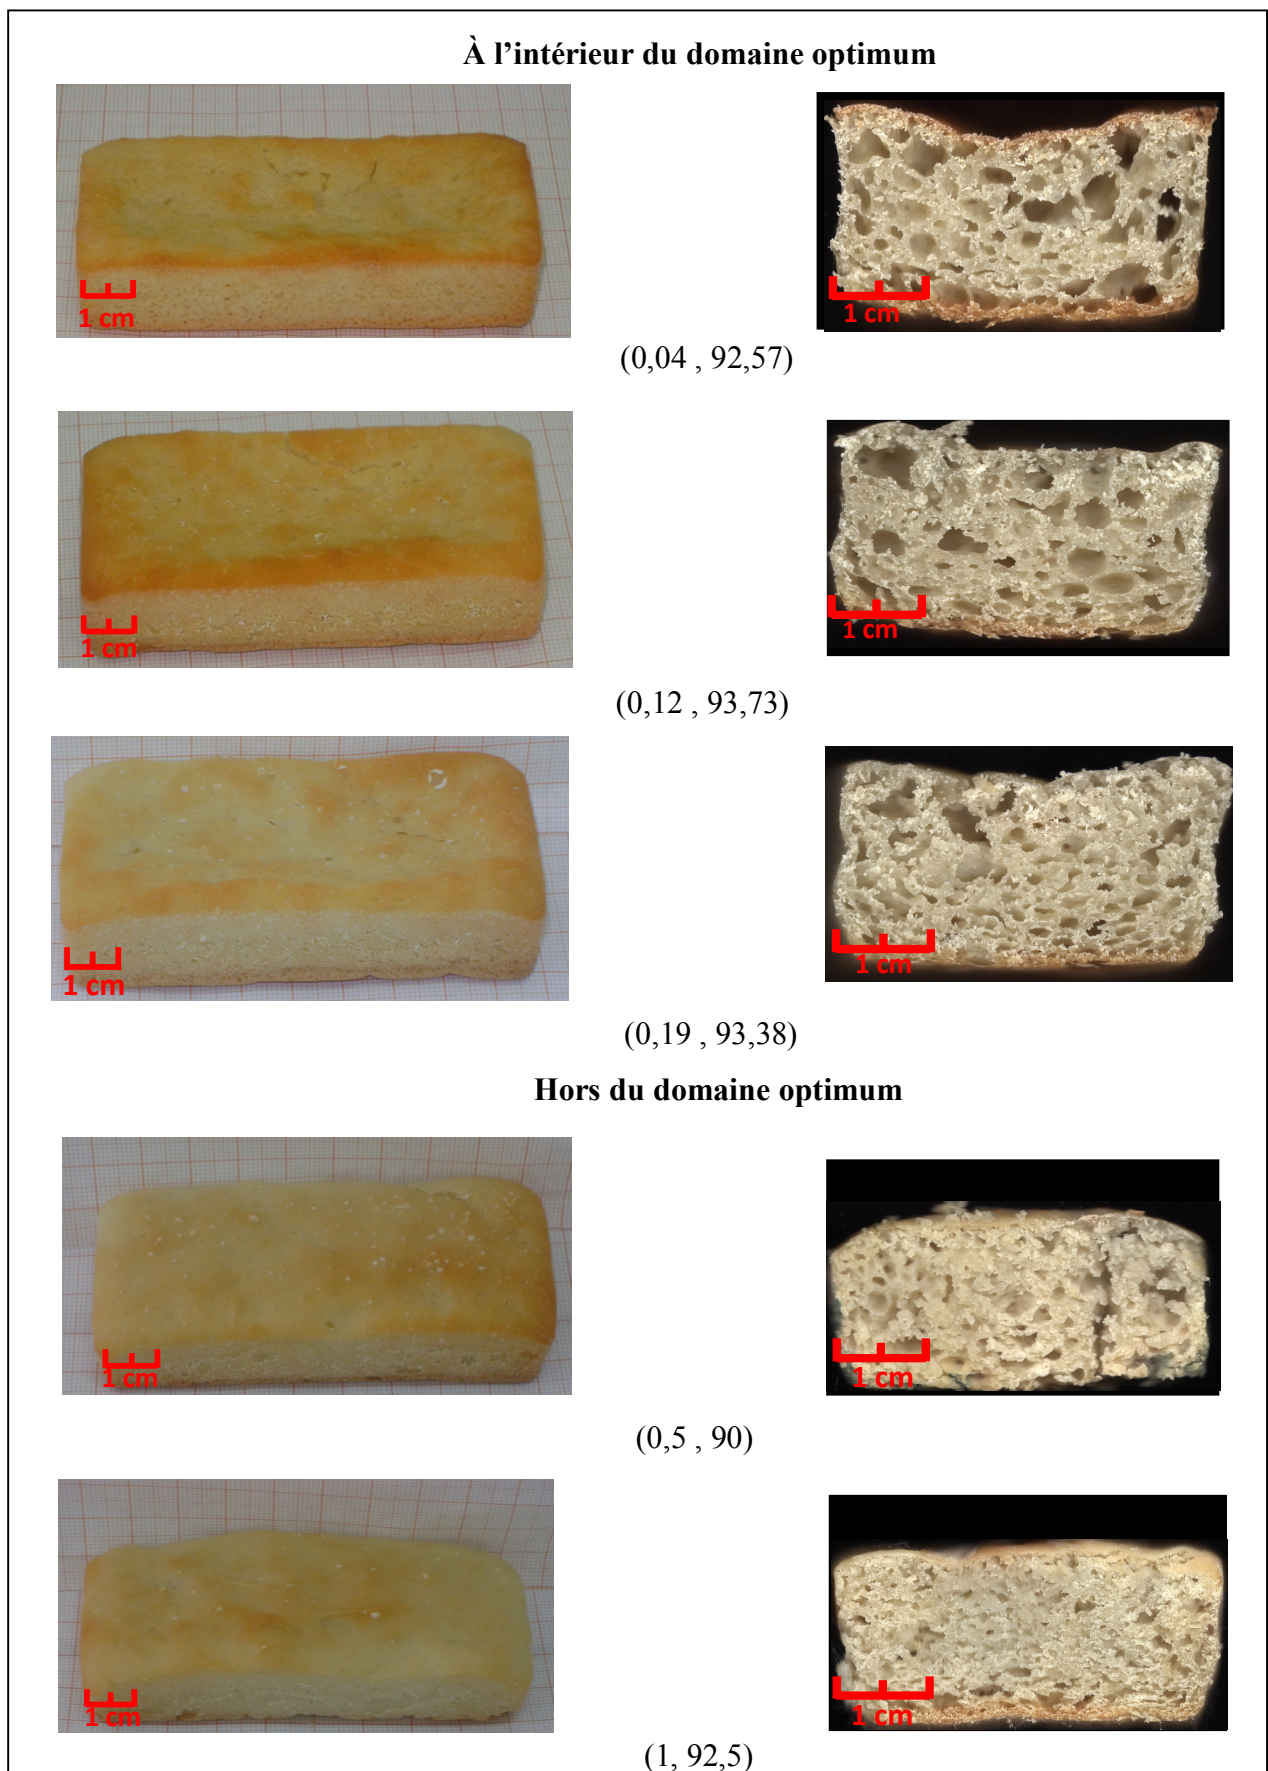 À l’intérieur du domaine optimum
1 cm
1 cm
(0,04 , 92,57)
1 cm
1 cm
(0,12 , 93,73)
1 cm
1 cm
(0,19 , 93,38)
Hors du domaine optimum
1 cm
1 cm
(0,5 , 90)
1 cm
1 cm
(1, 92,5)